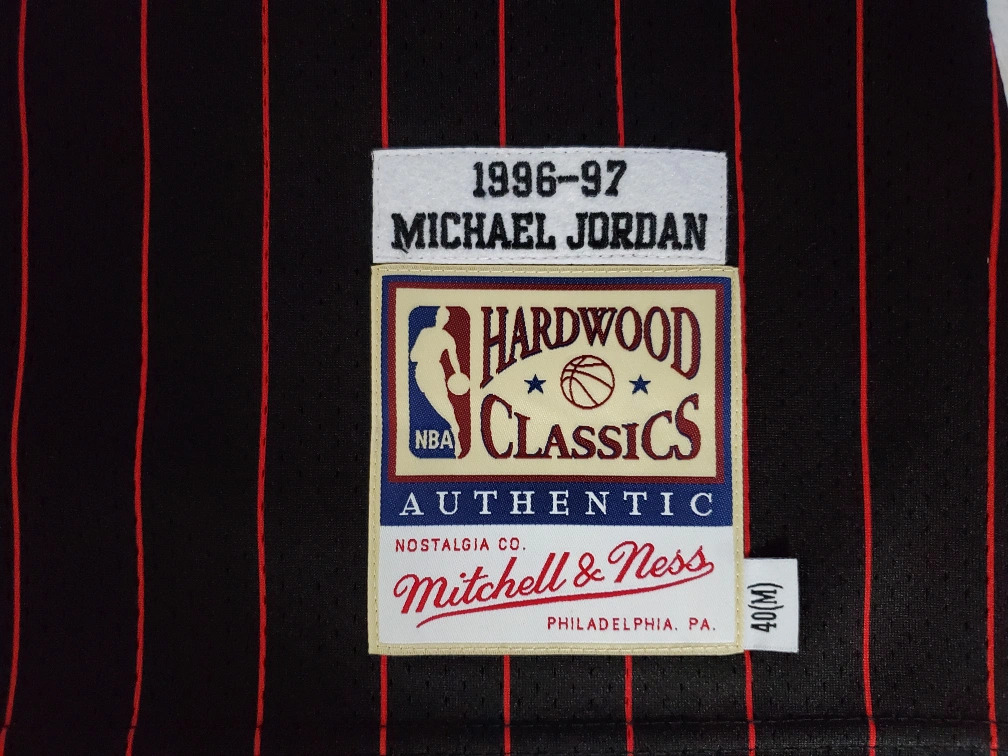 1996-97
MICHAEL JORDAN
HARDWOOD
CLASSICS
NBA
AUTHENTIC
NOSTALGIA CO.
Mitchell & Ness
PHILADELPHIA. PA.
40(M)